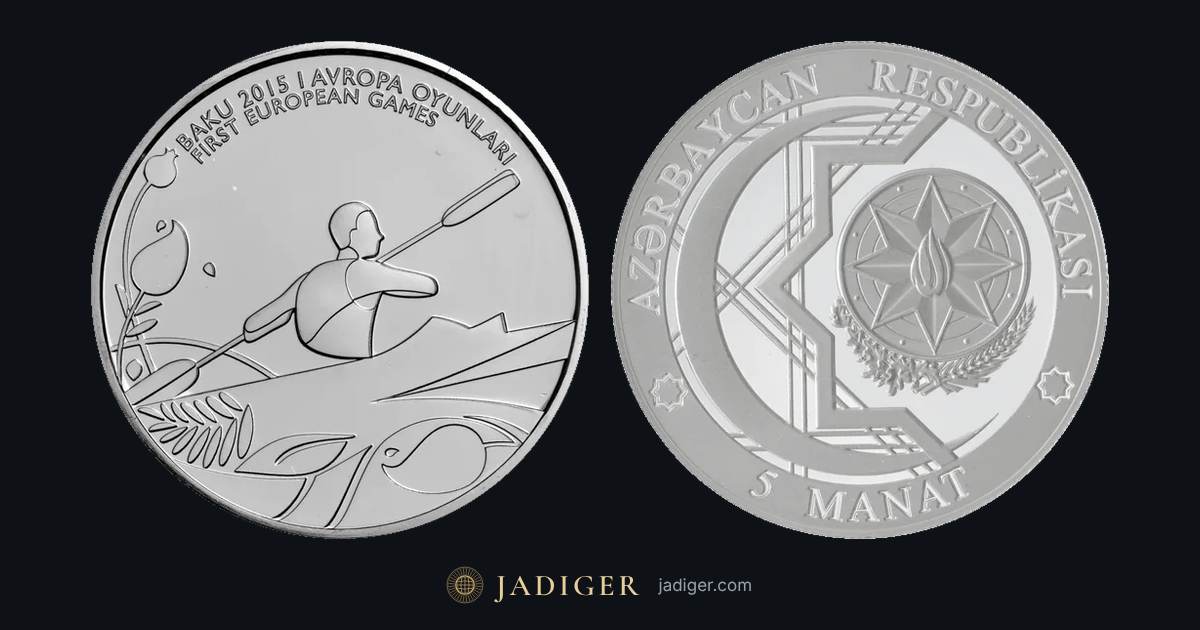 BAKU 2015 I AVROPA OYUNLARI
FIRST EUROPEAN GAMES
AZƏRBAYCAN RESPUBLİKASI
5 MANAT
JADIGER jadiger.com